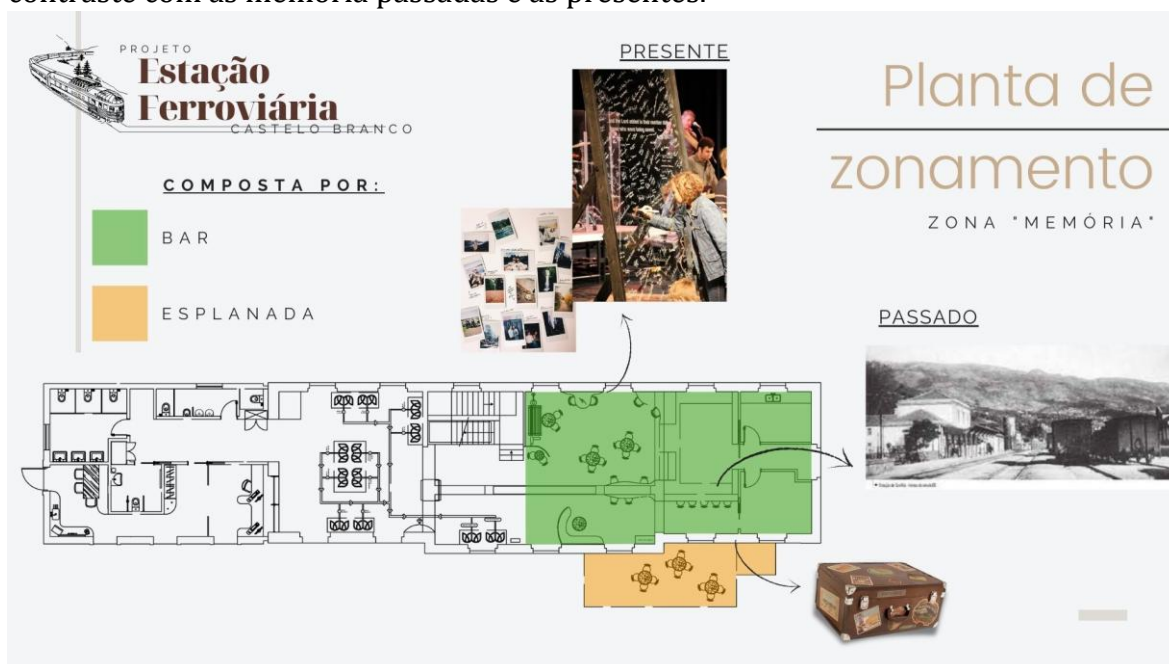 contraste com as memória passadas e as presentes.
PROJETO
Estação
Ferroviária
CASTELO BRANCO
COMPOSTA POR:
BAR
ESPLANADA
PRESENTE
Planta de
zonamento
ZONA "MEMÓRIA"
PASSADO